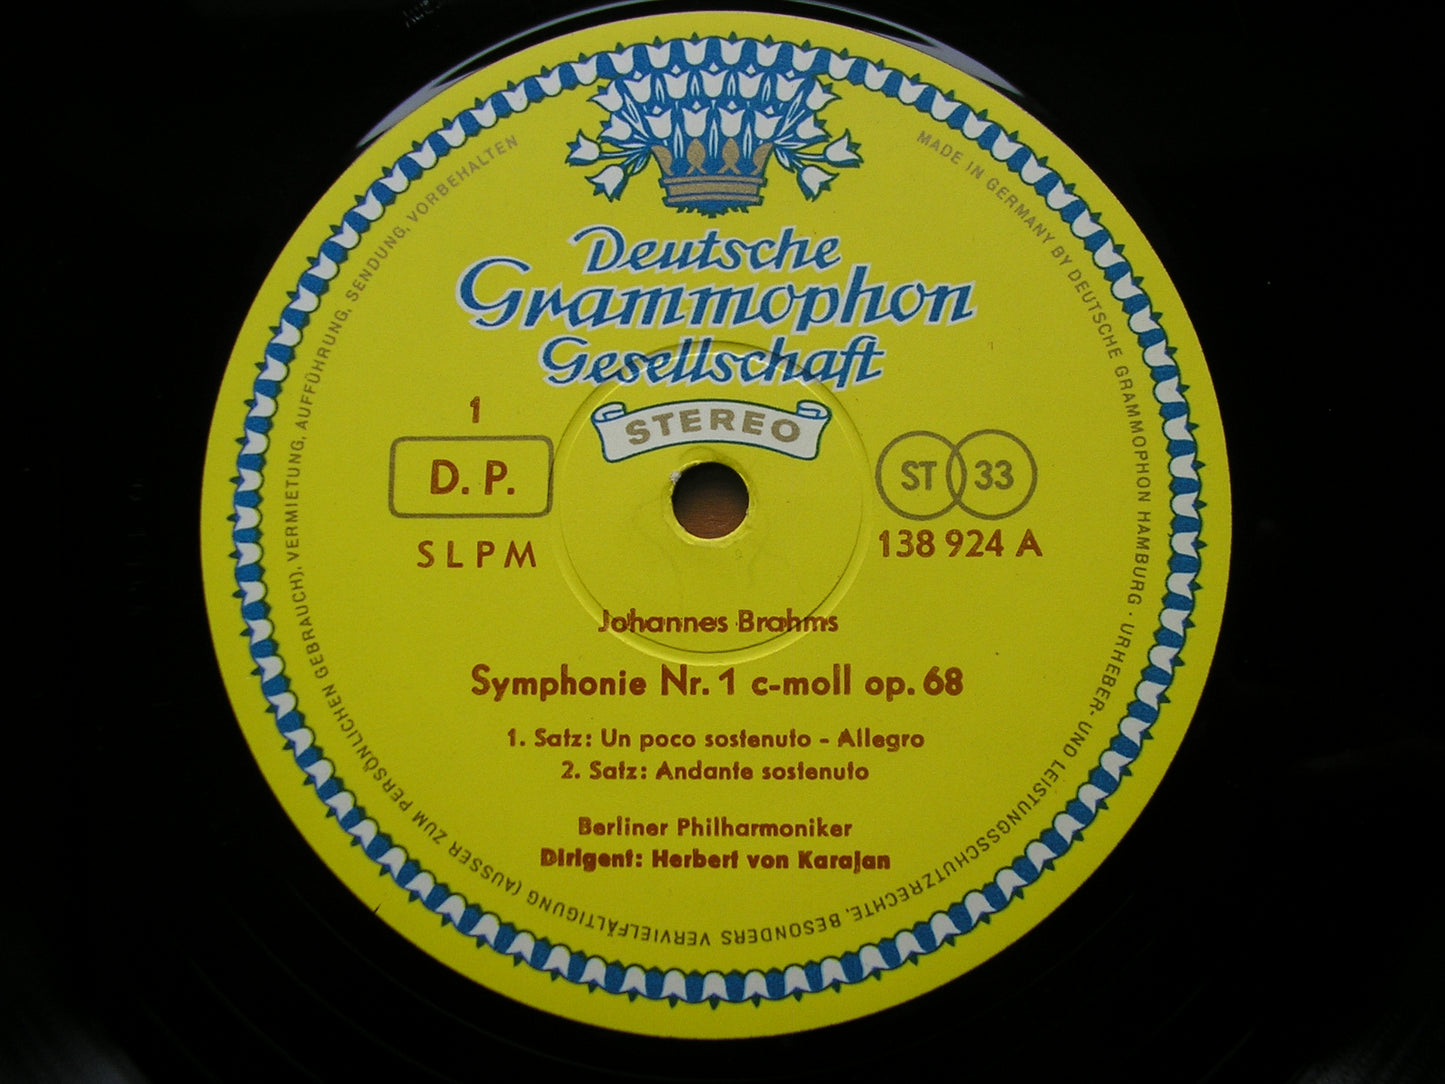 Deutsche
Grammophon
Gesellschaft
STEREO
1
D. P.
SLPM
ST 33
138 924 A
Johannes Brahms
Symphonie Nr. 1 c-moll op. 68
1. Satz: Un poco sostenuto - Allegro
2. Satz: Andante sostenuto
Berliner Philharmoniker
Dirigent: Herbert von Karajan
MADE IN GERMANY BY DEUTSCHE GRAMMOPHON HAMBURG · URHEBER- UND LEISTUNGSSCHUTZRECHTE, BESONDERS VERVIELFÄLTIGUNG (AUSSER ZUM PERSÖNLICHEN GEBRAUCH), VERMIETUNG, AUFFÜHRUNG, SENDUNG, VORBEHALTEN